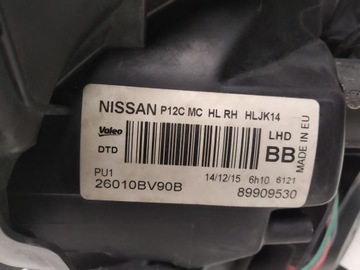 NISSAN P12C MC HL RH HLJK14
Valeo
DTD
LHD
BB
MADE IN EU
PU1
14/12/15 6h10 6121
26010BV90B
89909530